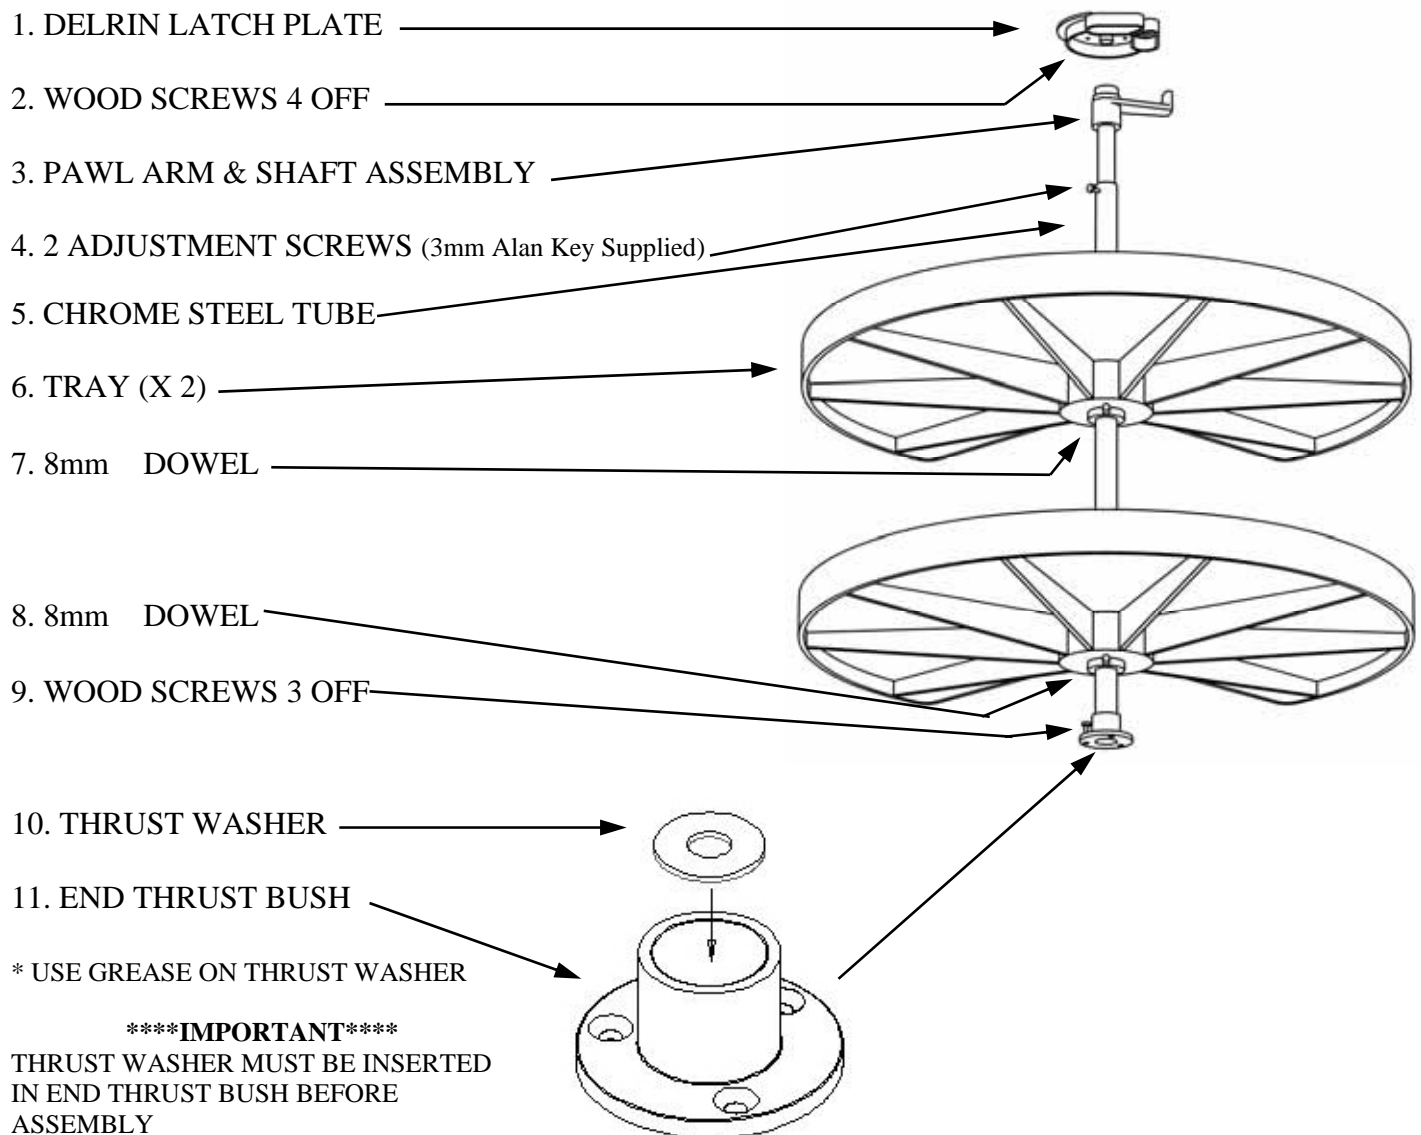 1. DELRIN LATCH PLATE
2. WOOD SCREWS 4 OFF
3. PAWL ARM & SHAFT ASSEMBLY
4. 2 ADJUSTMENT SCREWS (3mm Alan Key Supplied)
5. CHROME STEEL TUBE
6. TRAY (X 2)
7. 8mm DOWEL
8. 8mm DOWEL
9. WOOD SCREWS 3 OFF
10. THRUST WASHER
11. END THRUST BUSH
* USE GREASE ON THRUST WASHER
****IMPORTANT****
THRUST WASHER MUST BE INSERTED
IN END THRUST BUSH BEFORE
ASSEMBLY